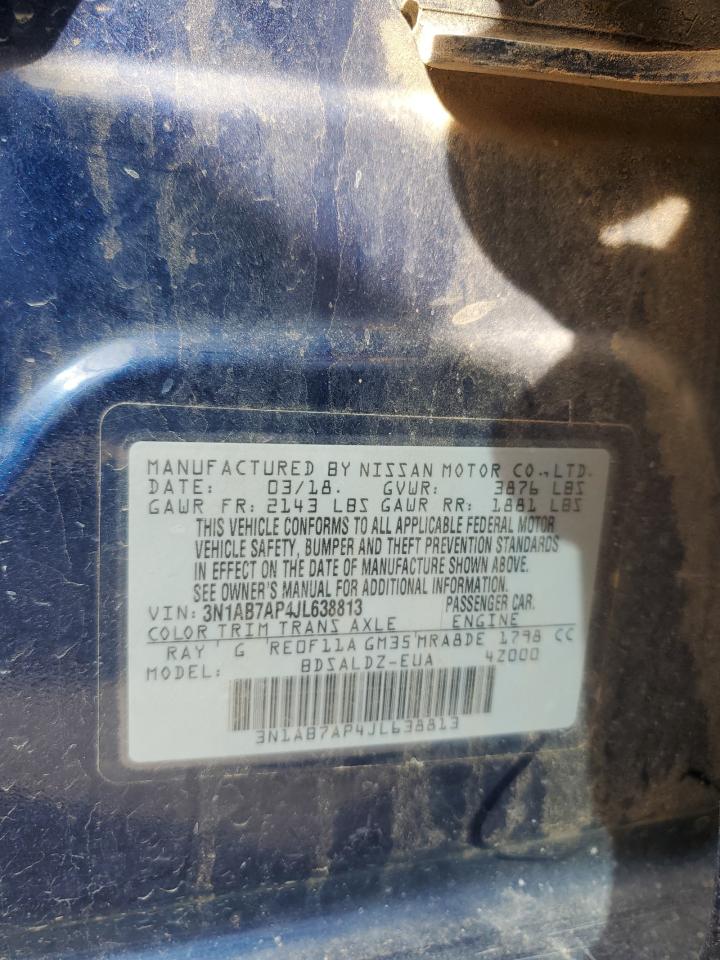 MANUFACTURED BY NISSAN MOTOR CO.,LTD.
DATE: 03/18. GVWR: 3876 LBS
GAWR FR: 2143 LBS GAWR RR: 1881 LBS
THIS VEHICLE CONFORMS TO ALL APPLICABLE FEDERAL MOTOR
VEHICLE SAFETY, BUMPER AND THEFT PREVENTION STANDARDS
IN EFFECT ON THE DATE OF MANUFACTURE SHOWN ABOVE.
SEE OWNER'S MANUAL FOR ADDITIONAL INFORMATION.
VIN: 3N1AB7AP4JL638813 PASSENGER CAR.
COLOR TRIM TRANS AXLE ENGINE
RAY G RE0F11A GM35 MRA8DE 1798 CC
MODEL: BDSALDZ-EUA 4Z000
3N1AB7AP4JL638813